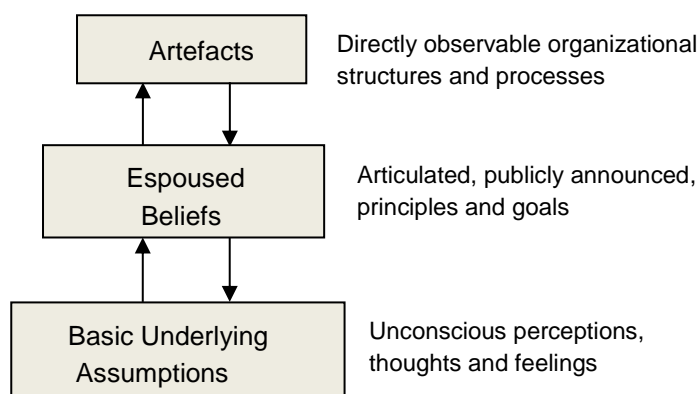 Artefacts
Directly observable organizational
structures and processes
Espoused
Beliefs
Articulated, publicly announced,
principles and goals
Basic Underlying
Assumptions
Unconscious perceptions,
thoughts and feelings